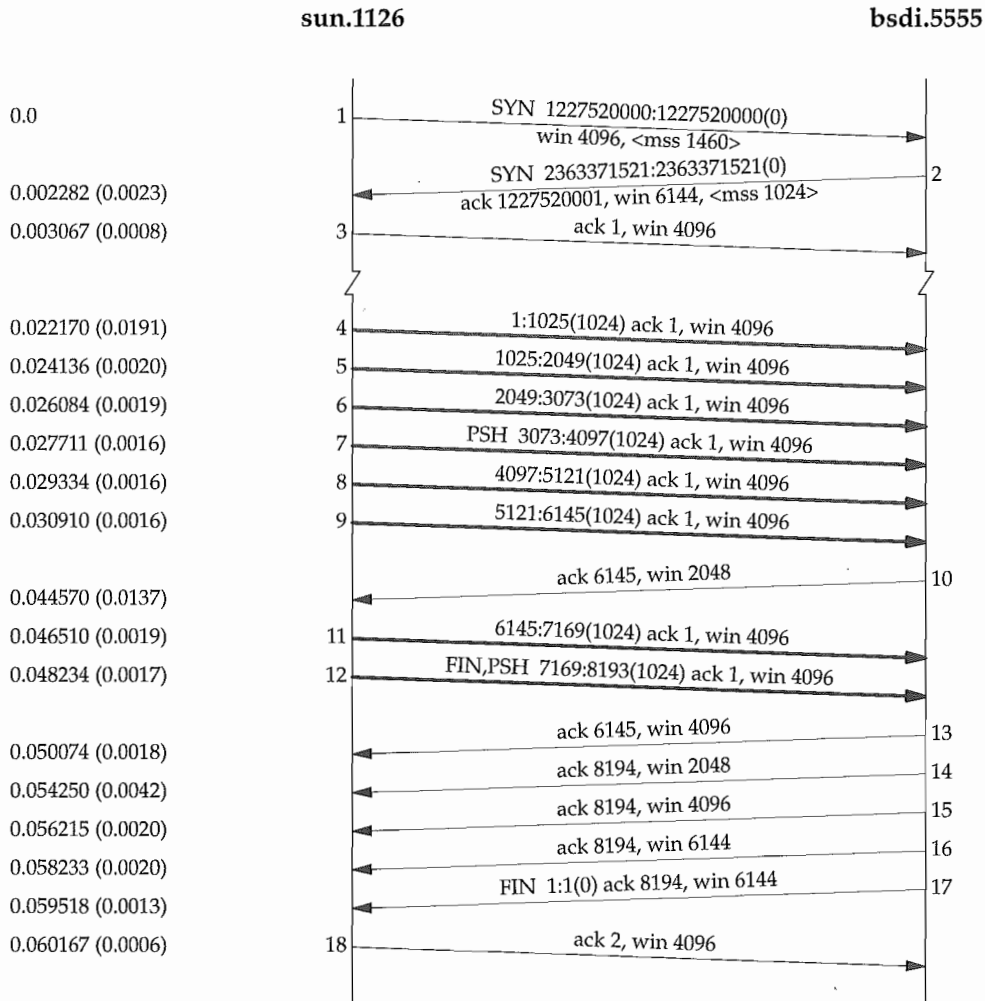 sun.1126 bsdi.5555
0.0 1 SYN 1227520000:1227520000(0)
win 4096, <mss 1460>
SYN 2363371521:2363371521(0) 2
0.002282 (0.0023) ack 1227520001, win 6144, <mss 1024>
0.003067 (0.0008) 3 ack 1, win 4096
0.022170 (0.0191) 4 1:1025(1024) ack 1, win 4096
0.024136 (0.0020) 5 1025:2049(1024) ack 1, win 4096
0.026084 (0.0019) 6 2049:3073(1024) ack 1, win 4096
0.027711 (0.0016) 7 PSH 3073:4097(1024) ack 1, win 4096
0.029334 (0.0016) 8 4097:5121(1024) ack 1, win 4096
0.030910 (0.0016) 9 5121:6145(1024) ack 1, win 4096
ack 6145, win 2048 10
0.044570 (0.0137)
0.046510 (0.0019) 11 6145:7169(1024) ack 1, win 4096
0.048234 (0.0017) 12 FIN,PSH 7169:8193(1024) ack 1, win 4096
ack 6145, win 4096 13
0.050074 (0.0018)
ack 8194, win 2048 14
0.054250 (0.0042)
ack 8194, win 4096 15
0.056215 (0.0020)
ack 8194, win 6144 16
0.058233 (0.0020)
FIN 1:1(0) ack 8194, win 6144 17
0.059518 (0.0013)
0.060167 (0.0006) 18 ack 2, win 4096